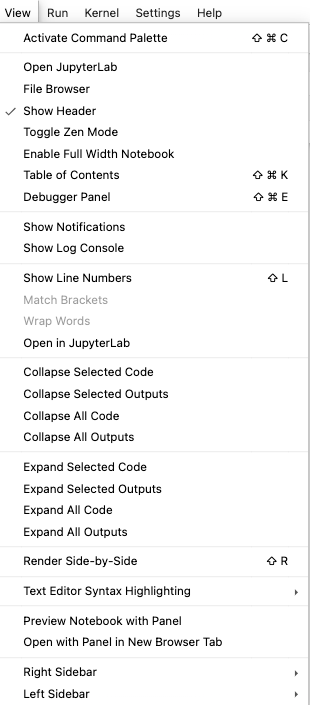 View Run Kernel Settings Help
Activate Command Palette ⇧ ⌘ C
Open JupyterLab
File Browser
✓ Show Header
Toggle Zen Mode
Enable Full Width Notebook
Table of Contents ⇧ ⌘ K
Debugger Panel ⇧ ⌘ E
Show Notifications
Show Log Console
Show Line Numbers ⇧ L
Match Brackets
Wrap Words
Open in JupyterLab
Collapse Selected Code
Collapse Selected Outputs
Collapse All Code
Collapse All Outputs
Expand Selected Code
Expand Selected Outputs
Expand All Code
Expand All Outputs
Render Side-by-Side ⇧ R
Text Editor Syntax Highlighting
Preview Notebook with Panel
Open with Panel in New Browser Tab
Right Sidebar
Left Sidebar